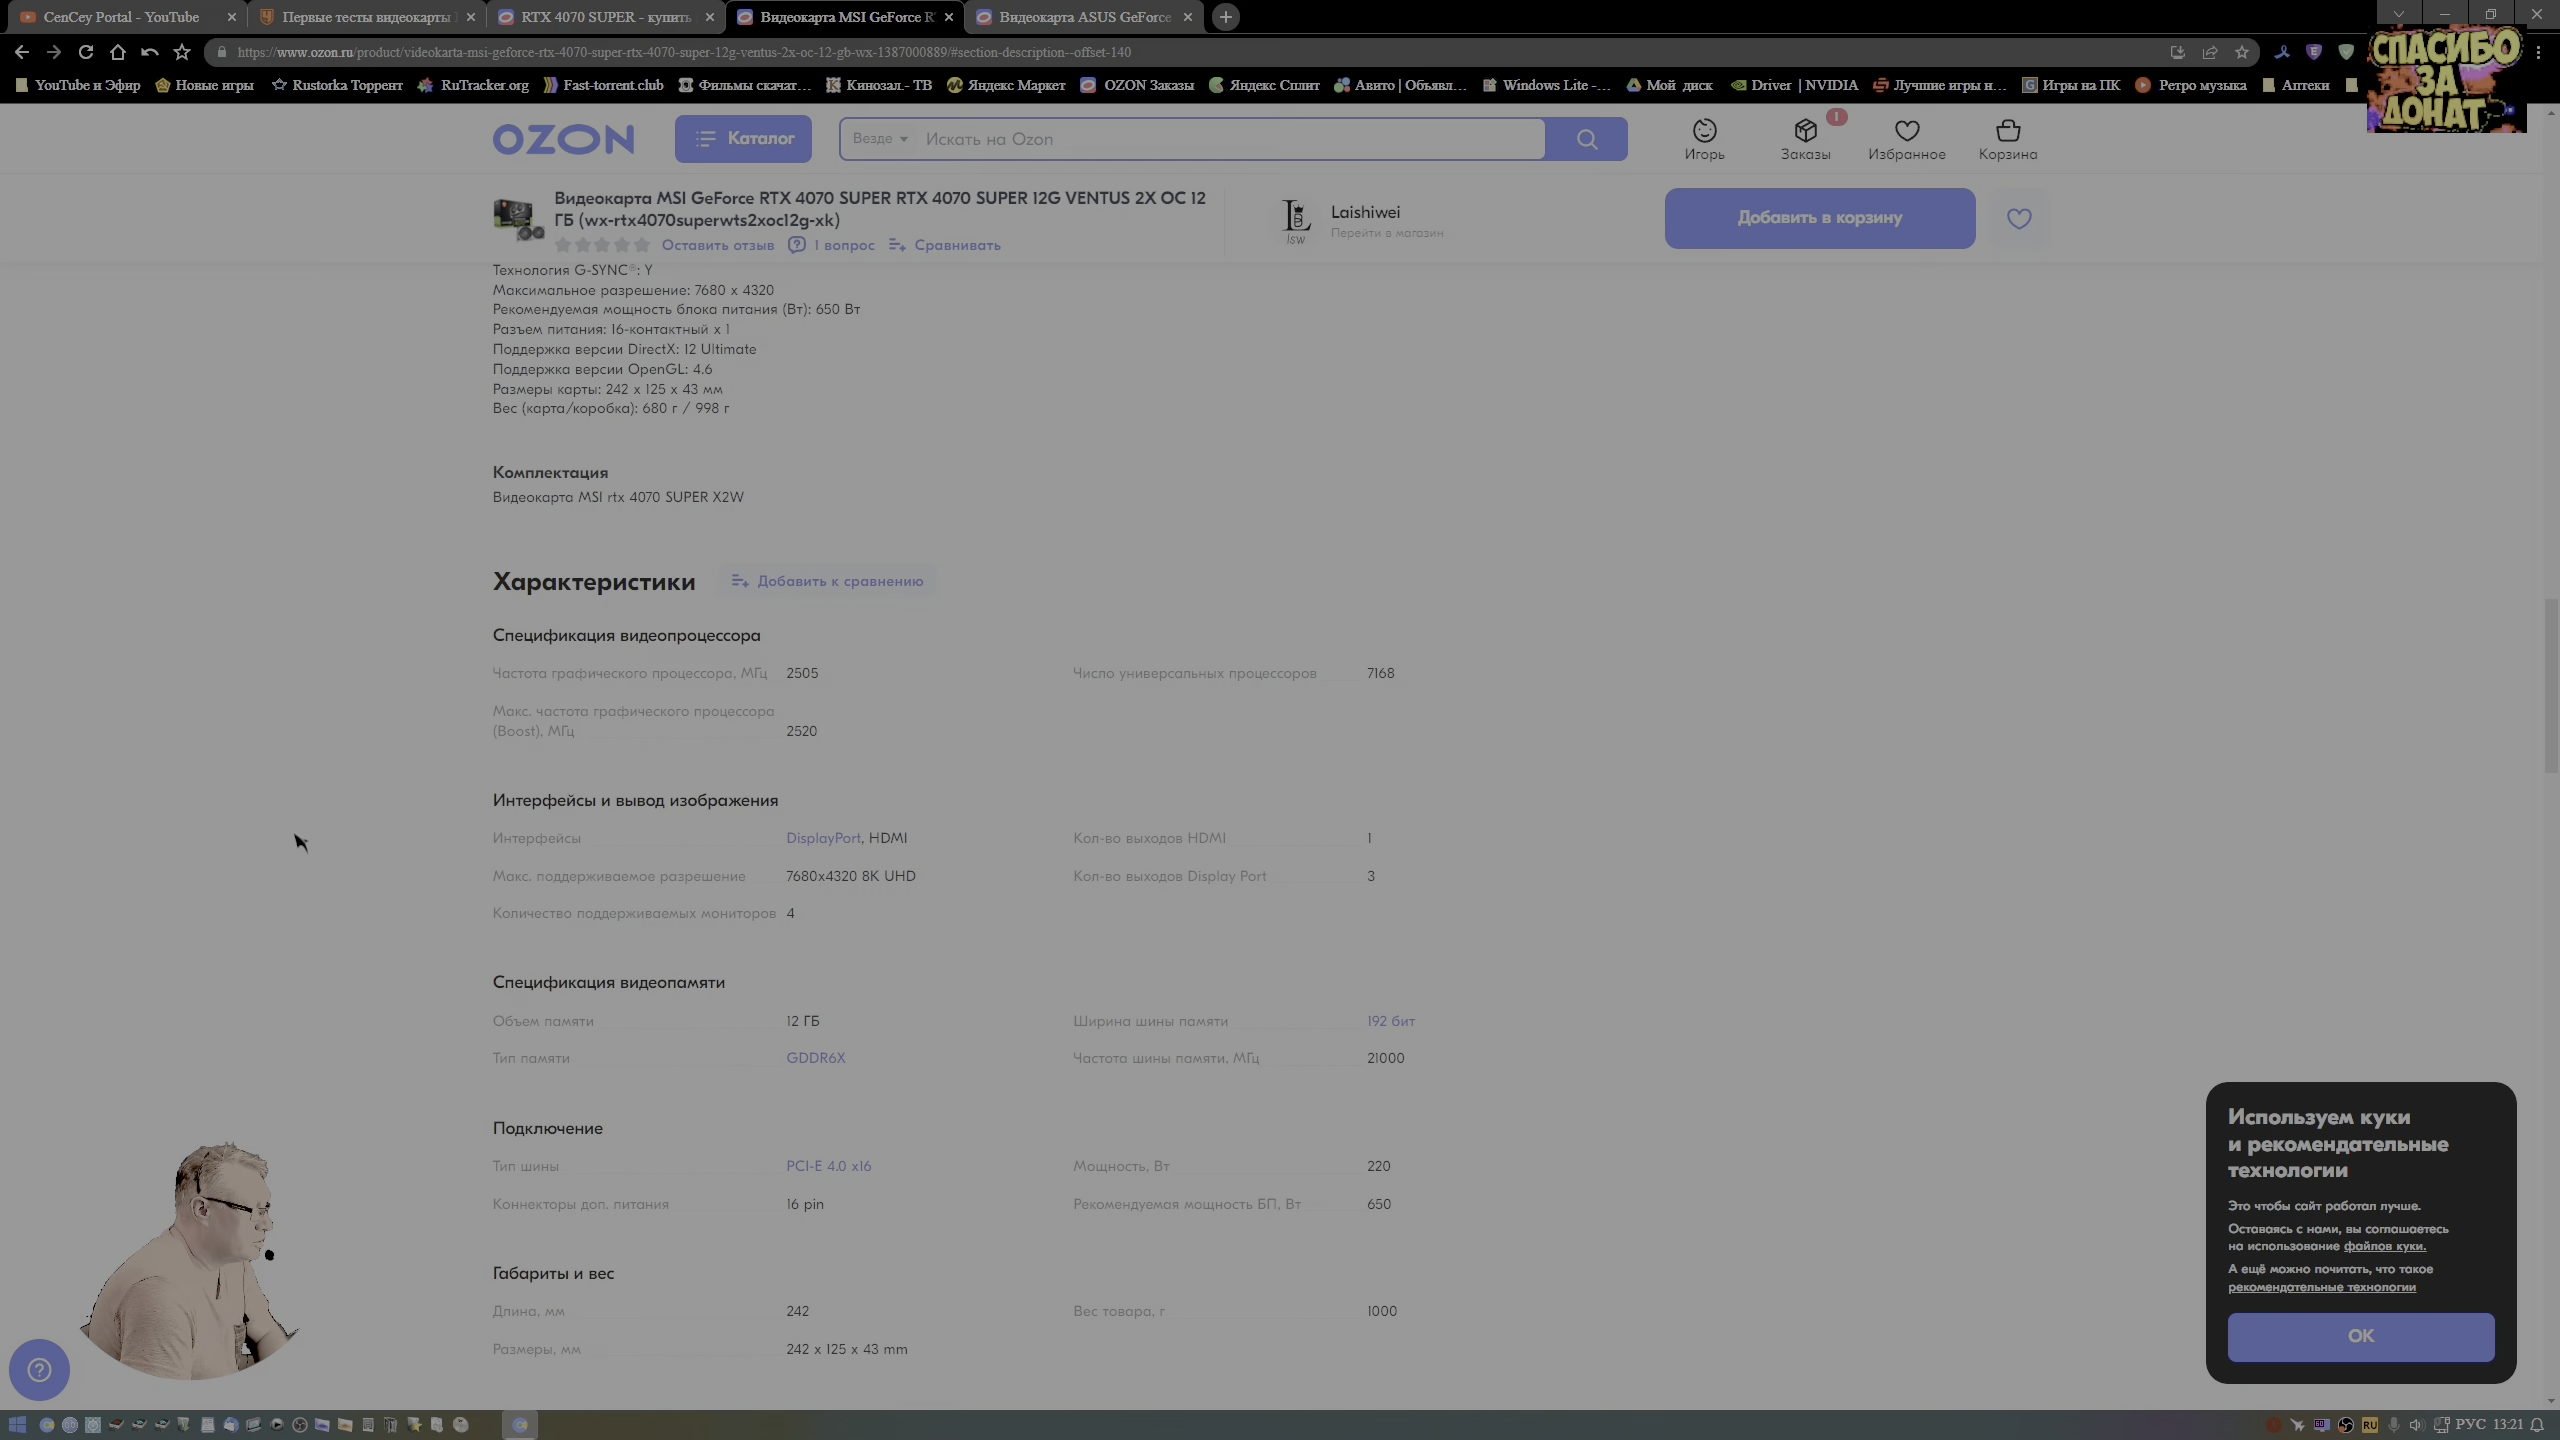 CenCey Portal - YouTube
Первые тесты видеокарты
RTX 4070 SUPER - купить
Видеокарта MSI GeForce R
Видеокарта ASUS GeForce
https://www.ozon.ru/product/videokarta-msi-geforce-rtx-4070-super-rtx-4070-super-12g-ventus-2x-oc-12-gb-wx-1387000889/#section-description--offset-140
YouTube и Эфир
Новые игры
Rustorka Торрент
RuTracker.org
Fast-torrent.club
Фильмы скачат…
Кинозал.- ТВ
Яндекс Маркет
OZON Заказы
Яндекс Сплит
Авито | Объявл…
Windows Lite -…
Мой диск
Driver | NVIDIA
Лучшие игры н…
Игры на ПК
Ретро музыка
Аптеки
СПАСИБО
ЗА
ДОНАТ
OZON
Каталог
Везде
Искать на Ozon
Игорь
1
Заказы
Избранное
Корзина
Видеокарта MSI GeForce RTX 4070 SUPER RTX 4070 SUPER 12G VENTUS 2X OC 12
ГБ (wx-rtx4070superwts2xoc12g-xk)
Оставить отзыв
1 вопрос
Сравнивать
lsw
Laishiwei
Перейти в магазин
Добавить в корзину
Технология G-SYNC®: Y
Максимальное разрешение: 7680 x 4320
Рекомендуемая мощность блока питания (Вт): 650 Вт
Разъем питания: 16-контактный x 1
Поддержка версии DirectX: 12 Ultimate
Поддержка версии OpenGL: 4.6
Размеры карты: 242 x 125 x 43 мм
Вес (карта/коробка): 680 г / 998 г
Комплектация
Видеокарта MSI rtx 4070 SUPER X2W
Характеристики
Добавить к сравнению
Спецификация видеопроцессора
Частота графического процессора, МГц 2505
Число универсальных процессоров 7168
Макс. частота графического процессора
(Boost), МГц 2520
Интерфейсы и вывод изображения
Интерфейсы DisplayPort, HDMI
Кол-во выходов HDMI 1
Макс. поддерживаемое разрешение 7680x4320 8K UHD
Кол-во выходов Display Port 3
Количество поддерживаемых мониторов 4
Спецификация видеопамяти
Объем памяти 12 ГБ
Ширина шины памяти 192 бит
Тип памяти GDDR6X
Частота шины памяти, МГц 21000
Подключение
Тип шины PCI-E 4.0 x16
Мощность, Вт 220
Коннекторы доп. питания 16 pin
Рекомендуемая мощность БП, Вт 650
Габариты и вес
Длина, мм 242
Вес товара, г 1000
Размеры, мм 242 x 125 x 43 mm
Используем куки
и рекомендательные
технологии
Это чтобы сайт работал лучше.
Оставаясь с нами, вы соглашаетесь
на использование файлов куки.
А ещё можно почитать, что такое
рекомендательные технологии
ОК
RU
РУС
13:21